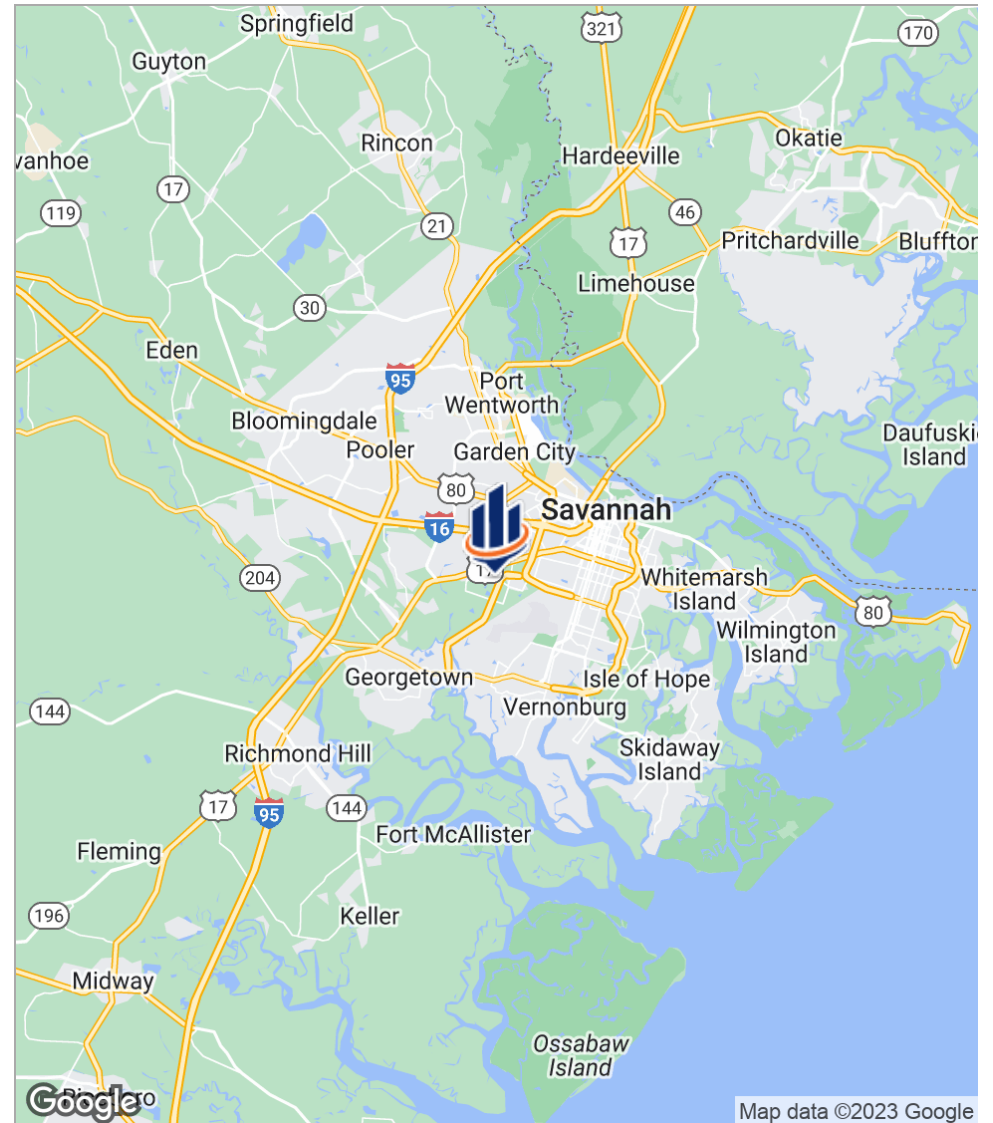 Springfield
321
170
Guyton
Rincon
Okatie
Hardeeville
vanhoe
17
119
46
21
17
Pritchardville
Bluffton
Limehouse
30
Eden
95
Port
Wentworth
Bloomingdale
Daufuski
Island
Pooler
Garden City
80
Savannah
16
17
204
Whitemarsh
Island
80
Wilmington
Island
Georgetown
Isle of Hope
Vernonburg
144
Richmond Hill
Skidaway
Island
17
95
144
Fort McAllister
Fleming
196
Keller
Midway
Ossabaw
Island
Google
Map data ©2023 Google